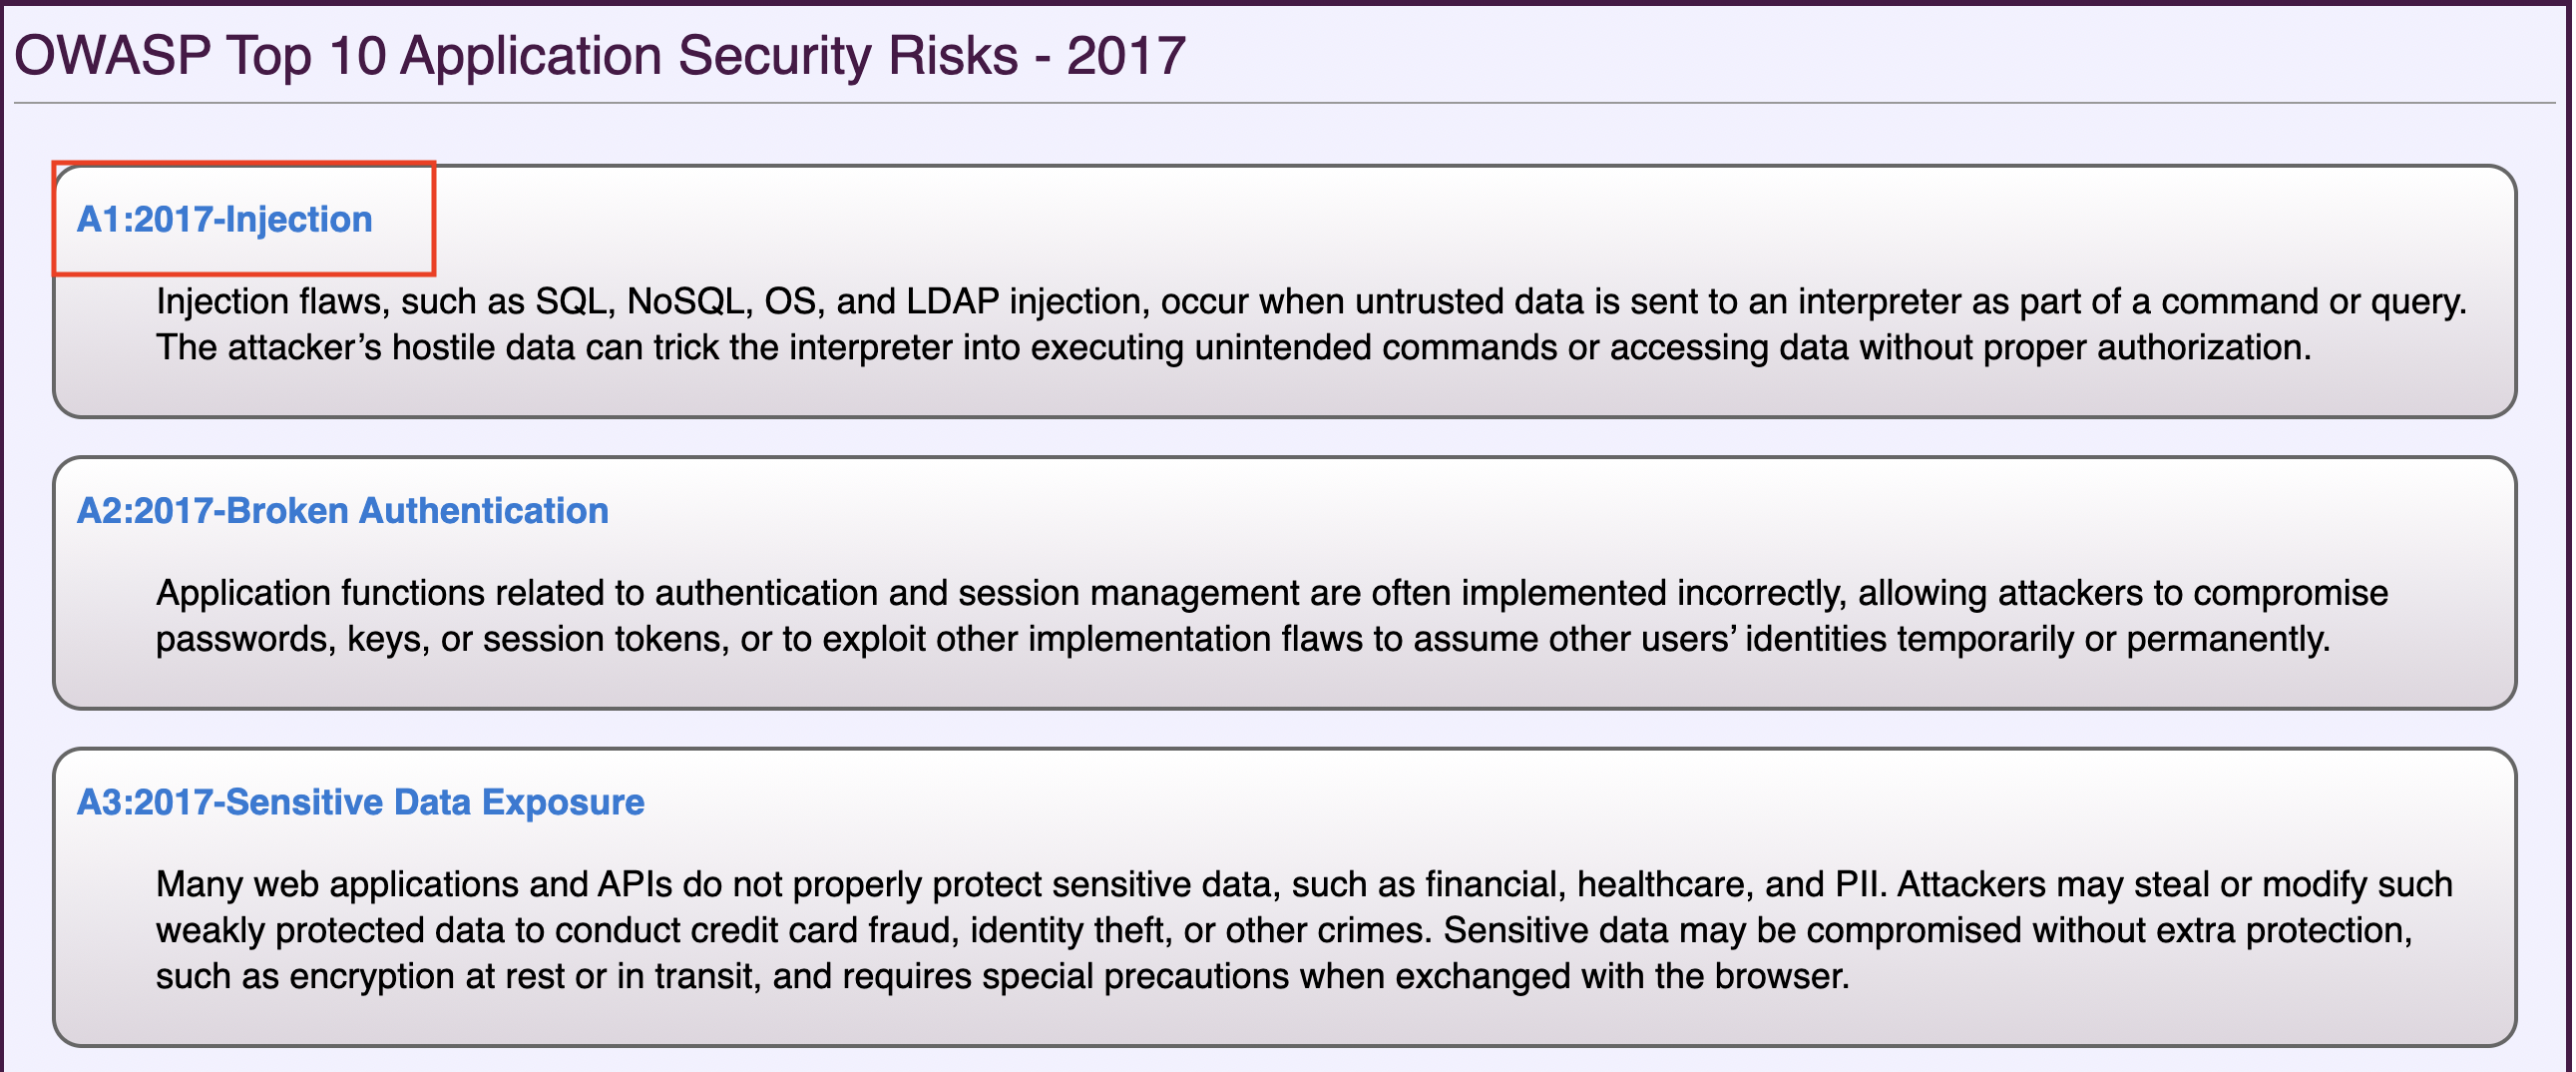 OWASP Top 10 Application Security Risks - 2017
A1:2017-Injection
Injection flaws, such as SQL, NoSQL, OS, and LDAP injection, occur when untrusted data is sent to an interpreter as part of a command or query.
The attacker’s hostile data can trick the interpreter into executing unintended commands or accessing data without proper authorization.
A2:2017-Broken Authentication
Application functions related to authentication and session management are often implemented incorrectly, allowing attackers to compromise
passwords, keys, or session tokens, or to exploit other implementation flaws to assume other users’ identities temporarily or permanently.
A3:2017-Sensitive Data Exposure
Many web applications and APIs do not properly protect sensitive data, such as financial, healthcare, and PII. Attackers may steal or modify such
weakly protected data to conduct credit card fraud, identity theft, or other crimes. Sensitive data may be compromised without extra protection,
such as encryption at rest or in transit, and requires special precautions when exchanged with the browser.